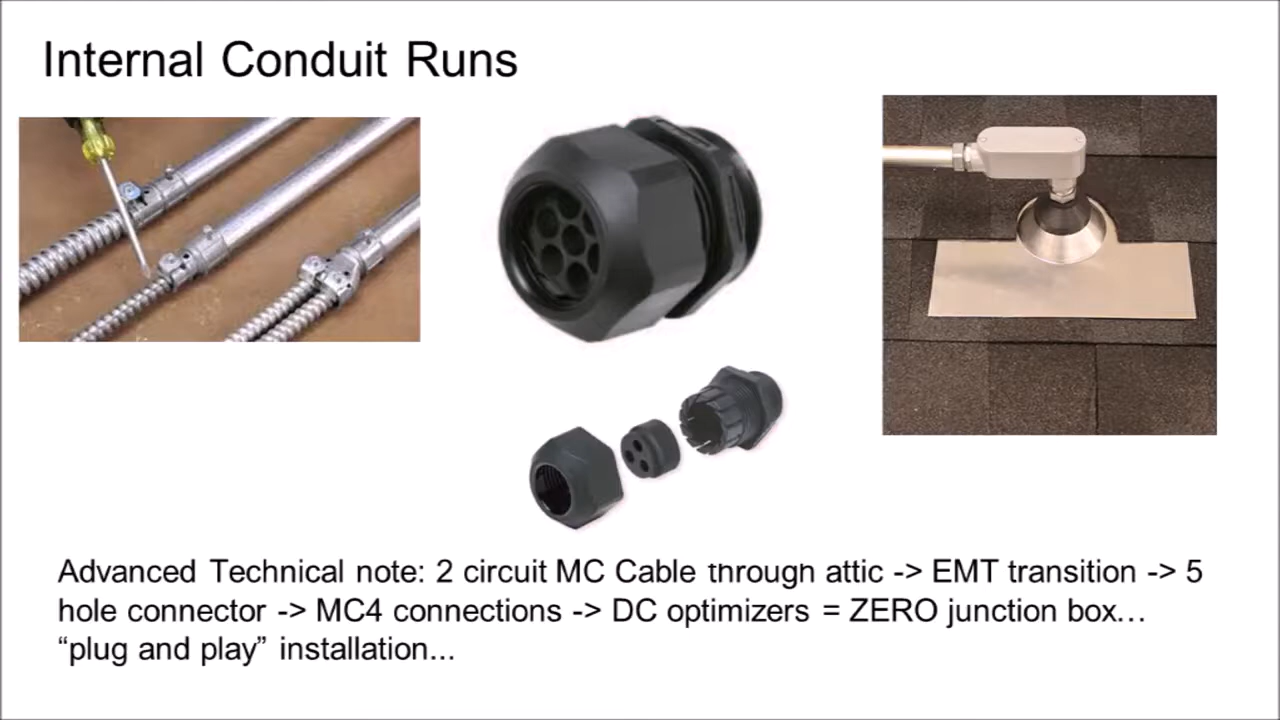 Internal Conduit Runs
Advanced Technical note: 2 circuit MC Cable through attic -> EMT transition -> 5
hole connector -> MC4 connections -> DC optimizers = ZERO junction box…
“plug and play” installation...